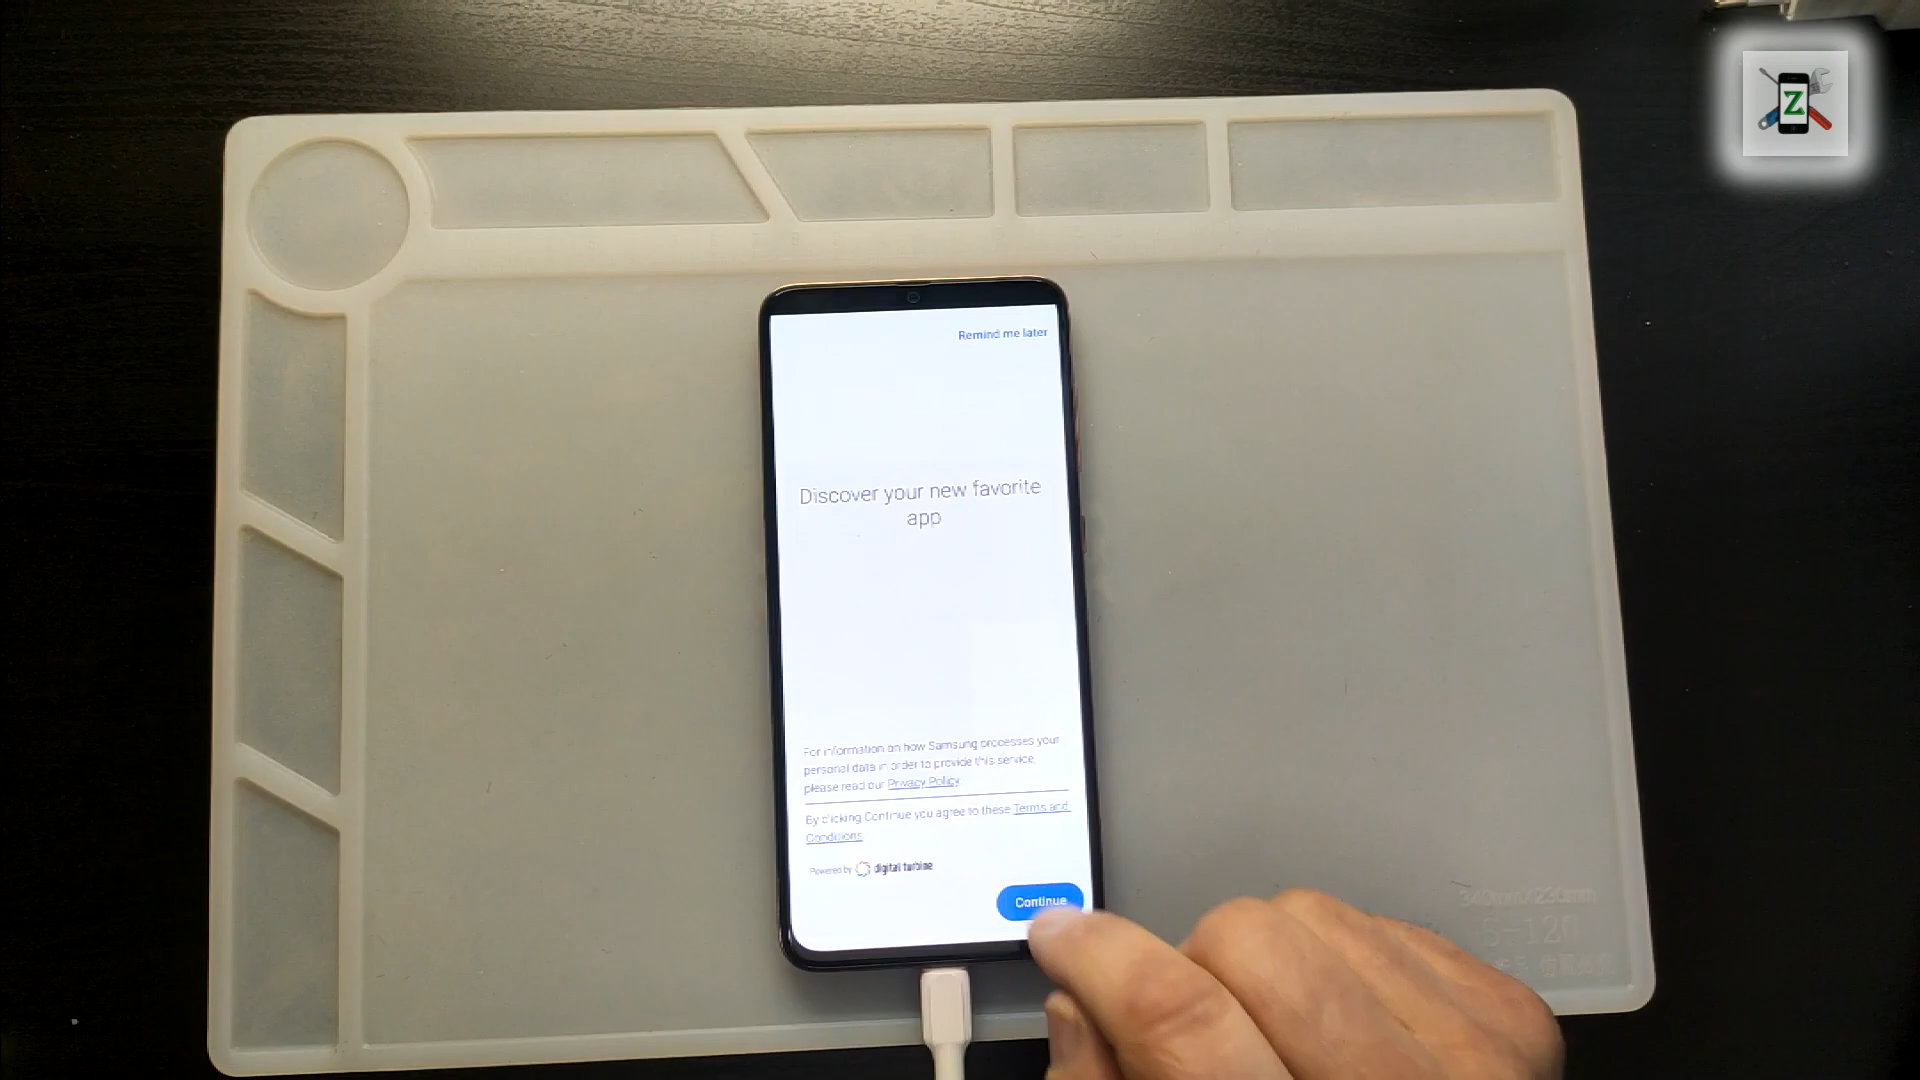 Z
Remind me later
Discover your new favorite
app
For information on how Samsung processes your
personal data in order to provide this service,
please read our Privacy Policy.
By clicking Continue you agree to these Terms and
Conditions
Powered by digital turbine
Continue
340mmX230mm
S-120